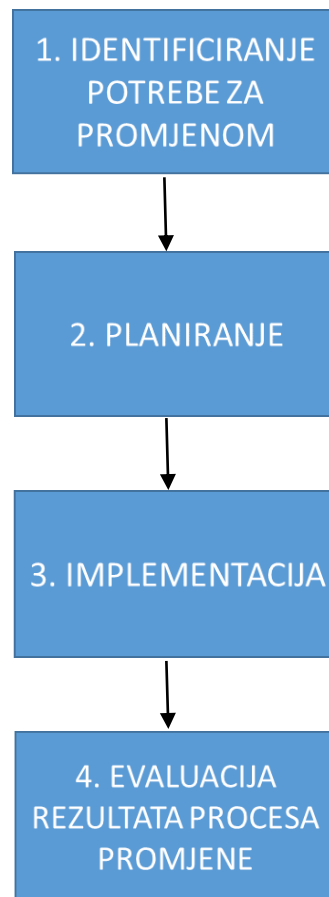 1. IDENTIFICIRANJE
POTREBE ZA
PROMJENOM
2. PLANIRANJE
3. IMPLEMENTACIJA
4. EVALUACIJA
REZULTATA PROCESA
PROMJENE